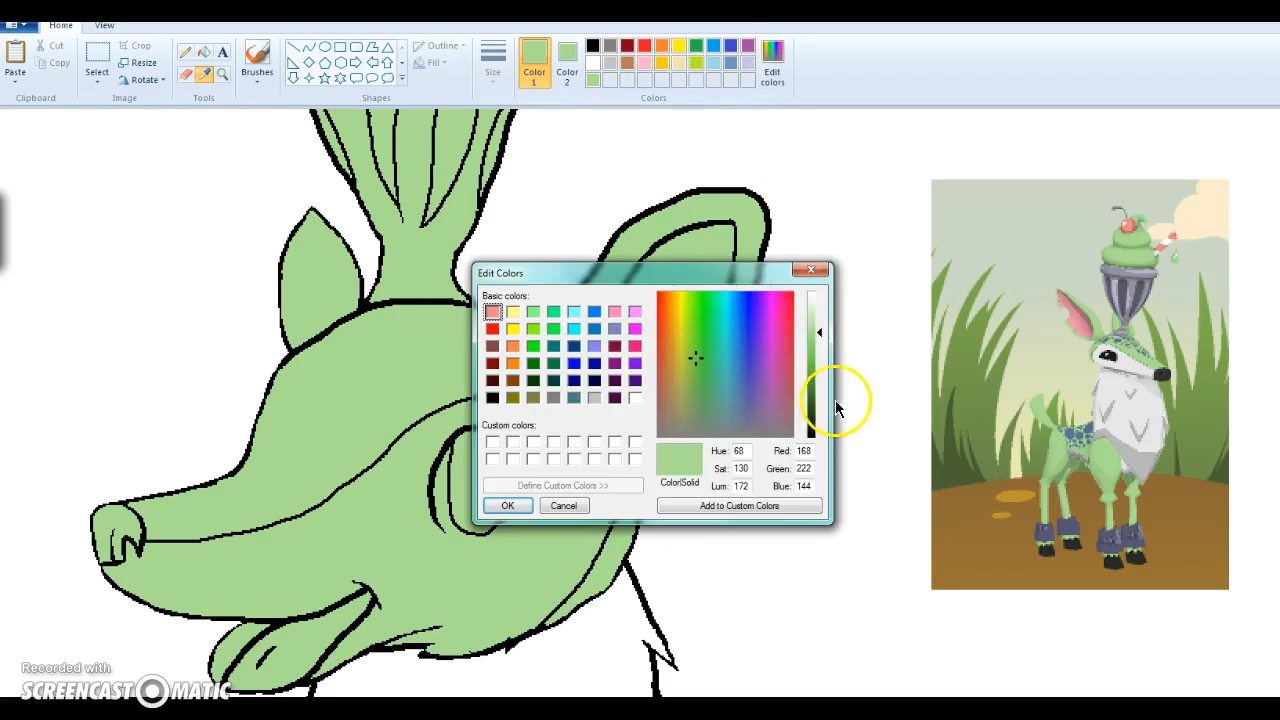 Home View
Cut
Copy
Paste
Clipboard
Select
Crop
Resize
Rotate
Image
A
Tools
Brushes
Outline
Fill
Shapes
Size
Color
1
Color
2
Edit
colors
Colors
Edit Colors
Basic colors:
Custom colors:
Define Custom Colors >>
OK Cancel
Color|Solid
Hue: 68 Red: 168
Sat: 130 Green: 222
Lum: 172 Blue: 144
Add to Custom Colors
Recorded with
SCREENCAST MATIC